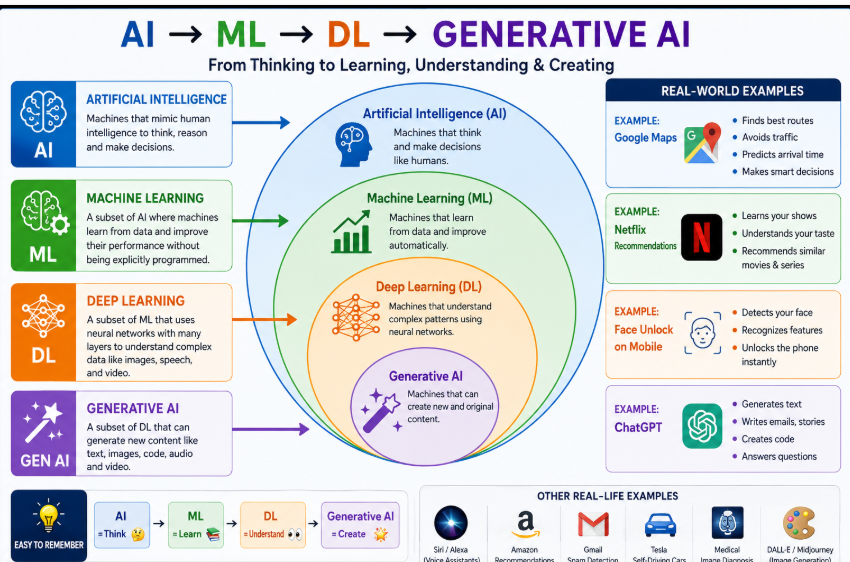 AI → ML → DL → GENERATIVE AI
From Thinking to Learning, Understanding & Creating
AI
ARTIFICIAL INTELLIGENCE
Machines that mimic human
intelligence to think, reason
and make decisions.
ML
MACHINE LEARNING
A subset of AI where machines
learn from data and improve
their performance without
being explicitly programmed.
DL
DEEP LEARNING
A subset of ML that uses
neural networks with many
layers to understand complex
data like images, speech,
and video.
GEN AI
GENERATIVE AI
A subset of DL that can
generate new content like
text, images, code, audio
and video.
Artificial Intelligence (AI)
Machines that think
and make decisions
like humans.
Machine Learning (ML)
Machines that learn
from data and improve
automatically.
Deep Learning (DL)
Machines that understand
complex patterns using
neural networks.
Generative AI
Machines that can
create new and original
content.
REAL-WORLD EXAMPLES
EXAMPLE:
Google Maps
G
• Finds best routes
• Avoids traffic
• Predicts arrival time
• Makes smart decisions
EXAMPLE:
Netflix
Recommendations
N
• Learns your shows
• Understands your taste
• Recommends similar
movies & series
EXAMPLE:
Face Unlock
on Mobile
• Detects your face
• Recognizes features
• Unlocks the phone
instantly
EXAMPLE:
ChatGPT
• Generates text
• Writes emails, stories
• Creates code
• Answers questions
EASY TO REMEMBER
AI
= Think
→
ML
= Learn
→
DL
= Understand
→
Generative AI
= Create
OTHER REAL-LIFE EXAMPLES
Siri / Alexa
(Voice Assistants)
a
Amazon
Recommendations
Gmail
Spam Detection
Tesla
Self-Driving Cars
Medical
Image Diagnosis
DALL-E / Midjourney
(Image Generation)